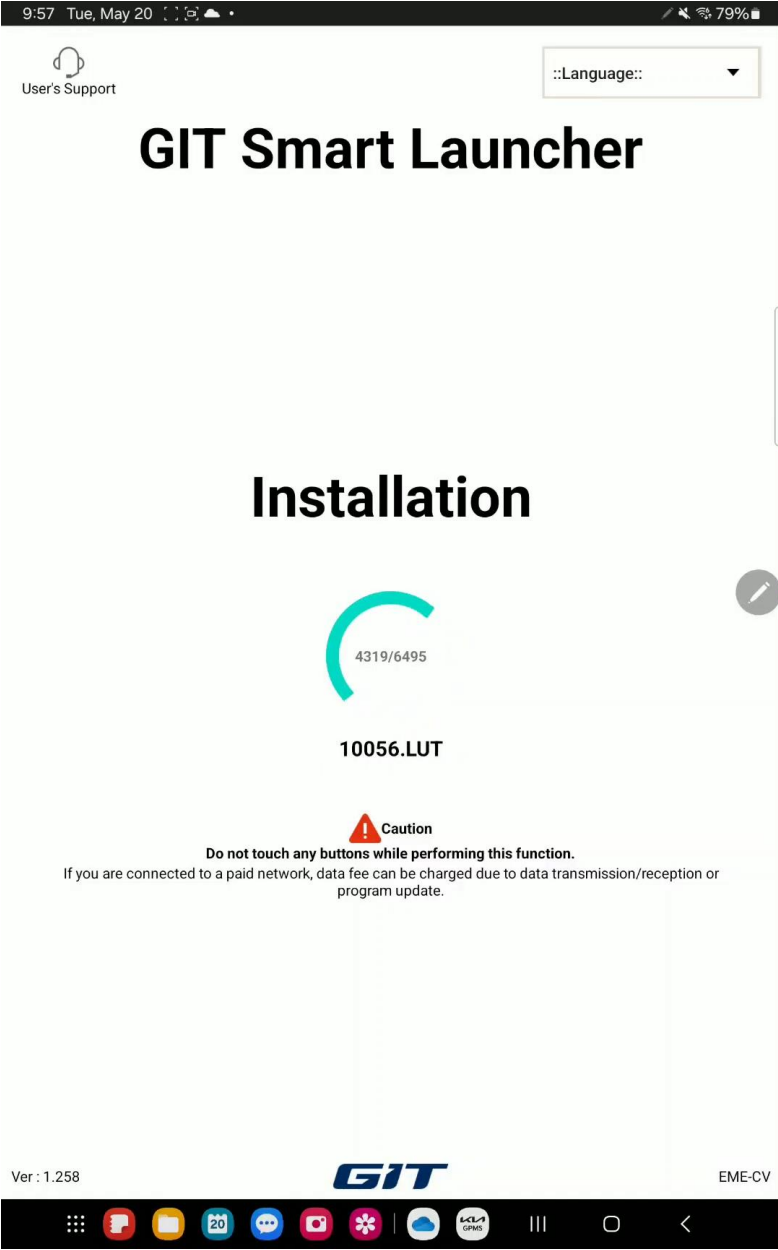 9:57 Tue, May 20
79%
User's Support
::Language::
GIT Smart Launcher
Installation
4319/6495
10056.LUT
Caution
Do not touch any buttons while performing this function.
If you are connected to a paid network, data fee can be charged due to data transmission/reception or
program update.
Ver : 1.258
GIT
EME-CV
20
KIA
GPMS